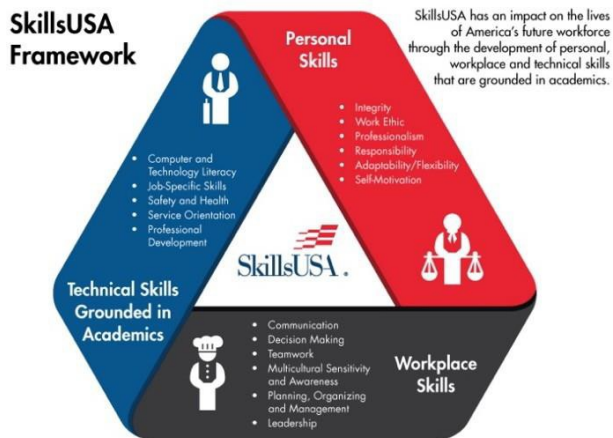 SkillsUSA
Framework
SkillsUSA has an impact on the lives
of America's future workforce
through the development of personal,
workplace and technical skills
that are grounded in academics.
Personal
Skills
• Integrity
• Work Ethic
• Professionalism
• Responsibility
• Adaptability/Flexibility
• Self-Motivation
• Computer and
Technology Literacy
• Job-Specific Skills
• Safety and Health
• Service Orientation
• Professional
Development
SkillsUSA®
Technical Skills
Grounded in
Academics
• Communication
• Decision Making
• Teamwork
• Multicultural Sensitivity
and Awareness
• Planning, Organizing
and Management
• Leadership
Workplace
Skills